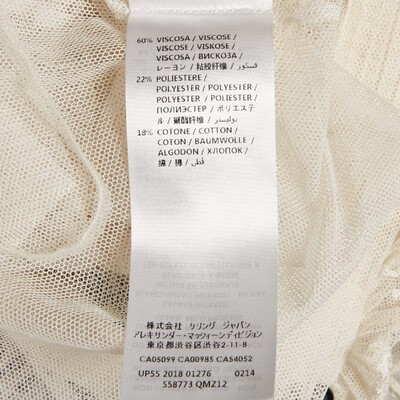 60% VISCOSA / VISCOSE /
VISCOSE / VISKOSE /
VISCOSA / ВИСКОЗА /
レーヨン / 粘胶纤维 / فسكوز
22% POLIESTERE /
POLYESTER / POLYESTER /
POLYESTER / POLIÉSTER /
ПОЛИЭСТЕР / ポリエステ
ル / 聚酯纤维 / بوليستر
18% COTONE / COTTON /
COTON / BAUMWOLLE /
ALGODON / ХЛОПОК /
綿 / 棉 / قطن
株式会社 ケリング ジャパン
アレキサンダー・マックイーンディビジョン
東京都渋谷区渋谷2-11-8
CA05099 CA00985 CA54052
UP55 2018 01276 0214
558773 QMZ12